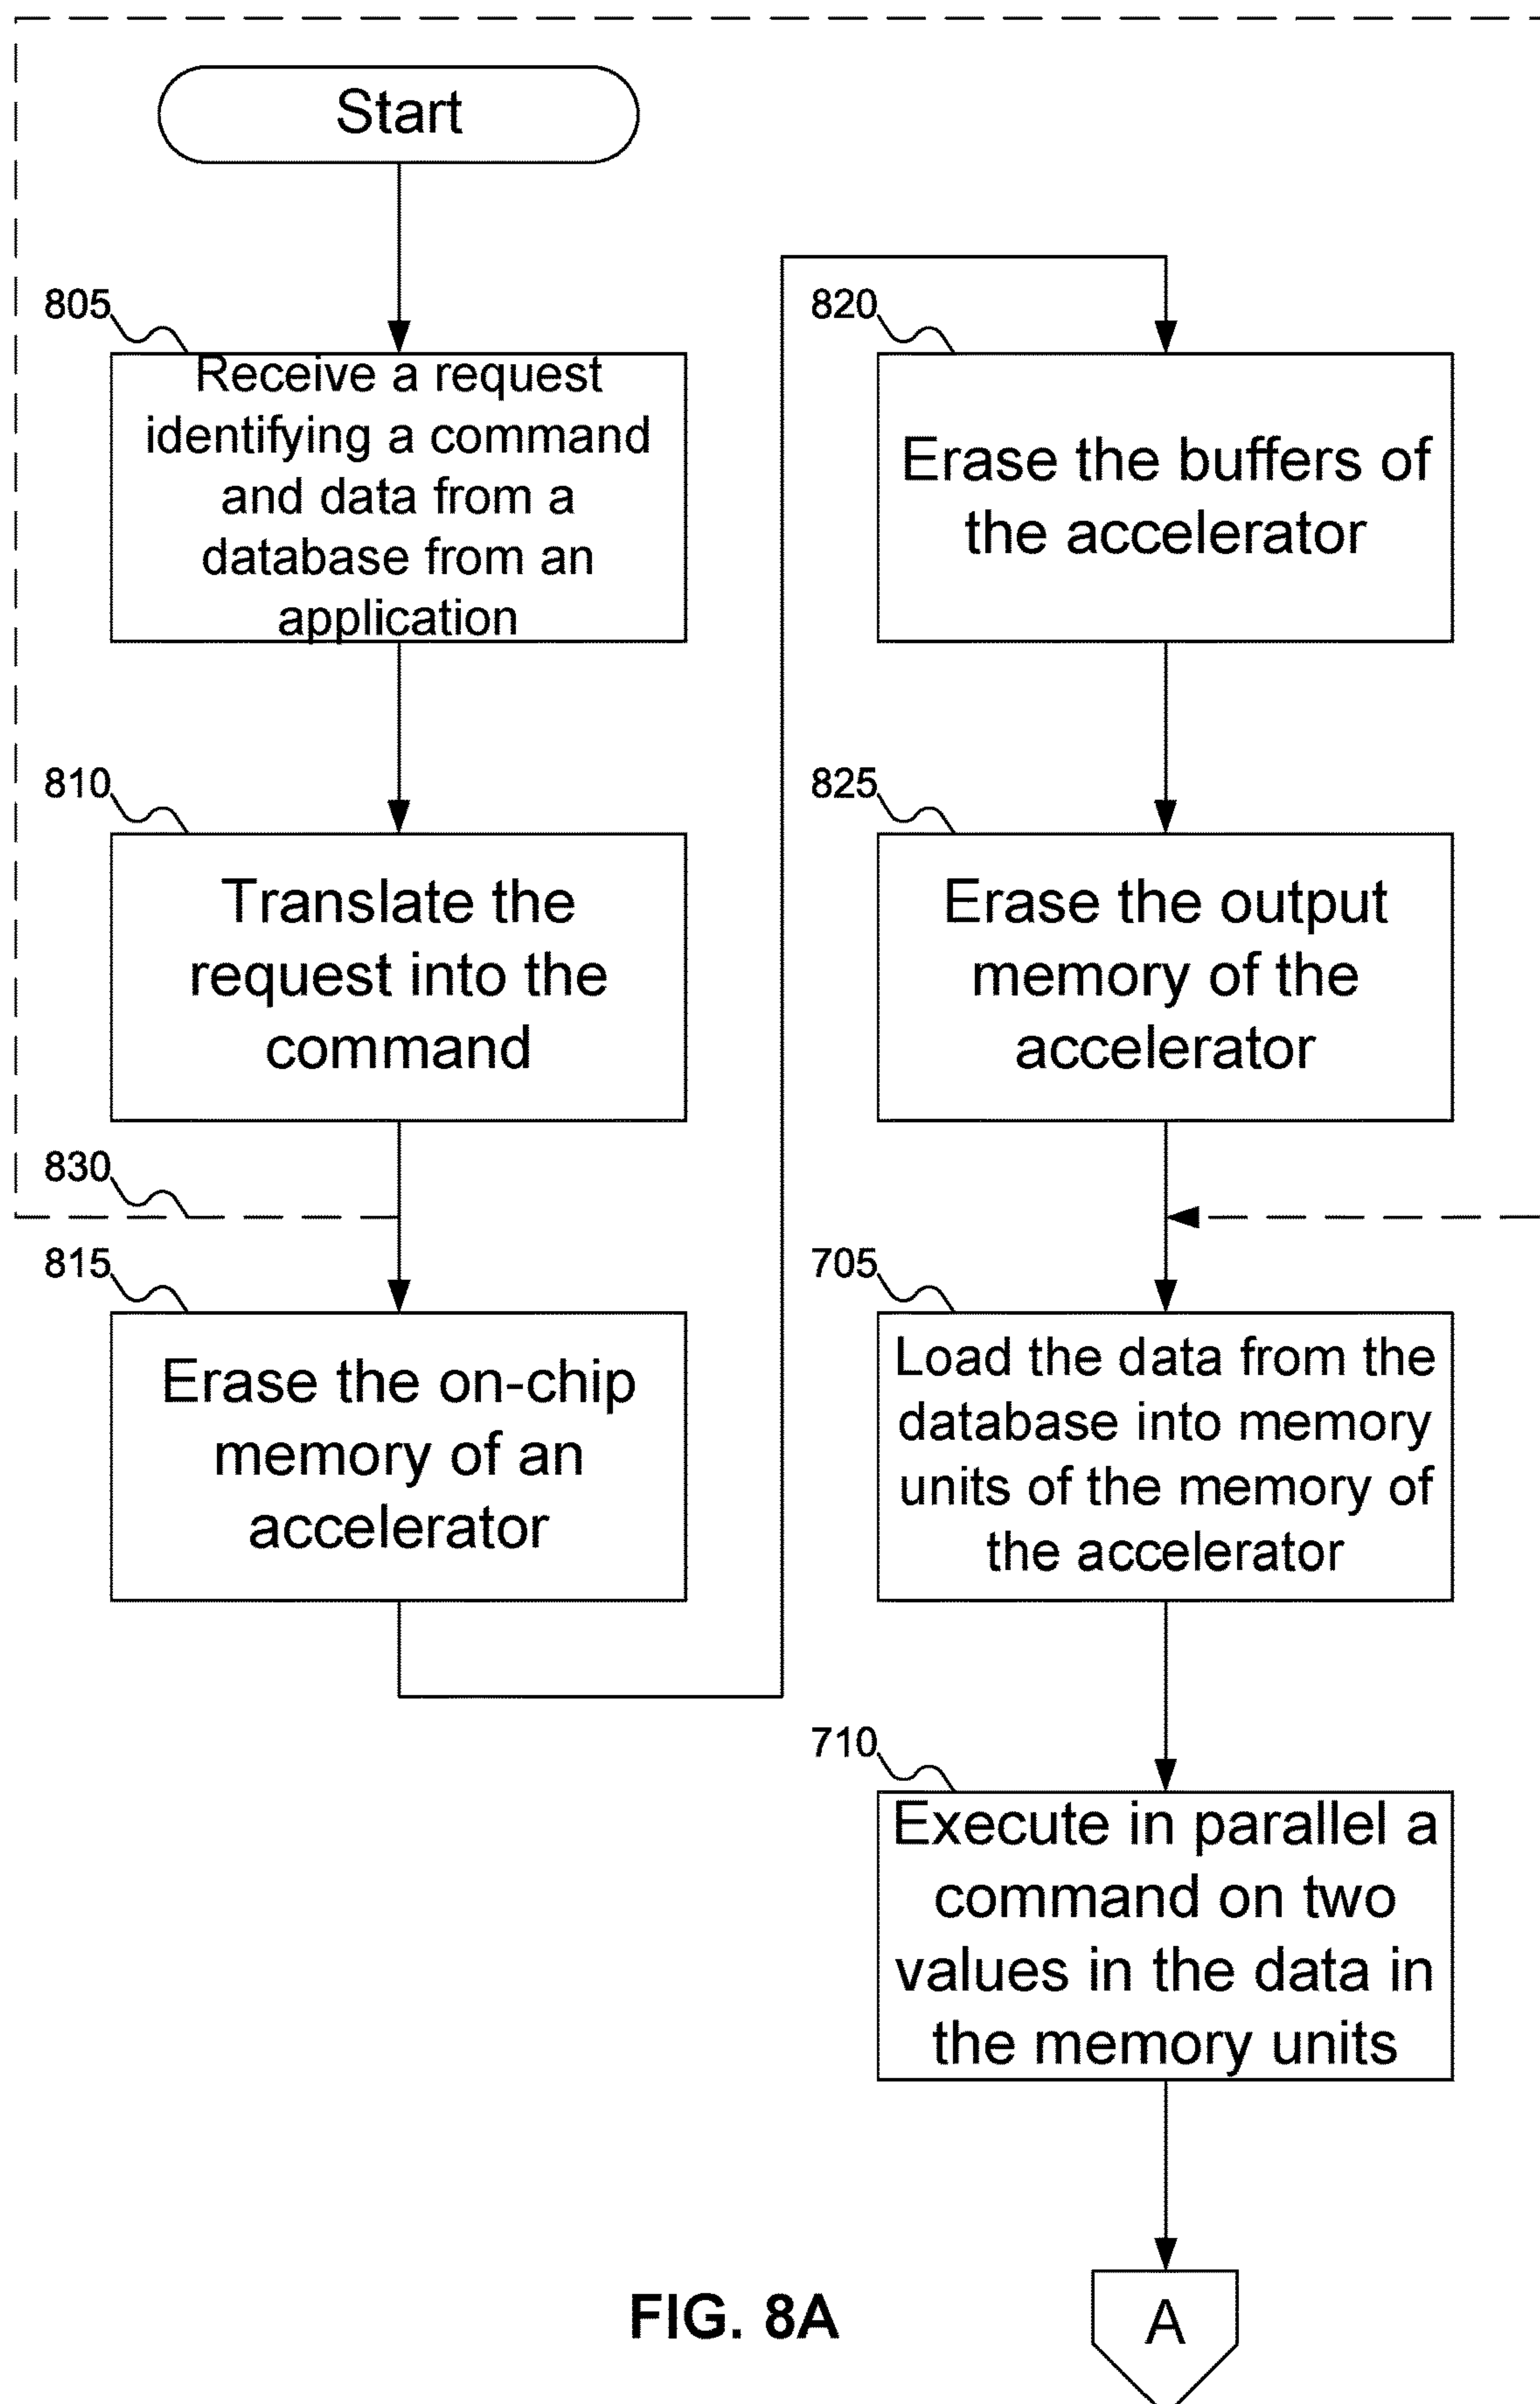 Start
805
Receive a request
identifying a command
and data from a
database from an
application
810
Translate the
request into the
command
830
815
Erase the on-chip
memory of an
accelerator
820
Erase the buffers of
the accelerator
825
Erase the output
memory of the
accelerator
705
Load the data from the
database into memory
units of the memory of
the accelerator
710
Execute in parallel a
command on two
values in the data in
the memory units
A
FIG. 8A